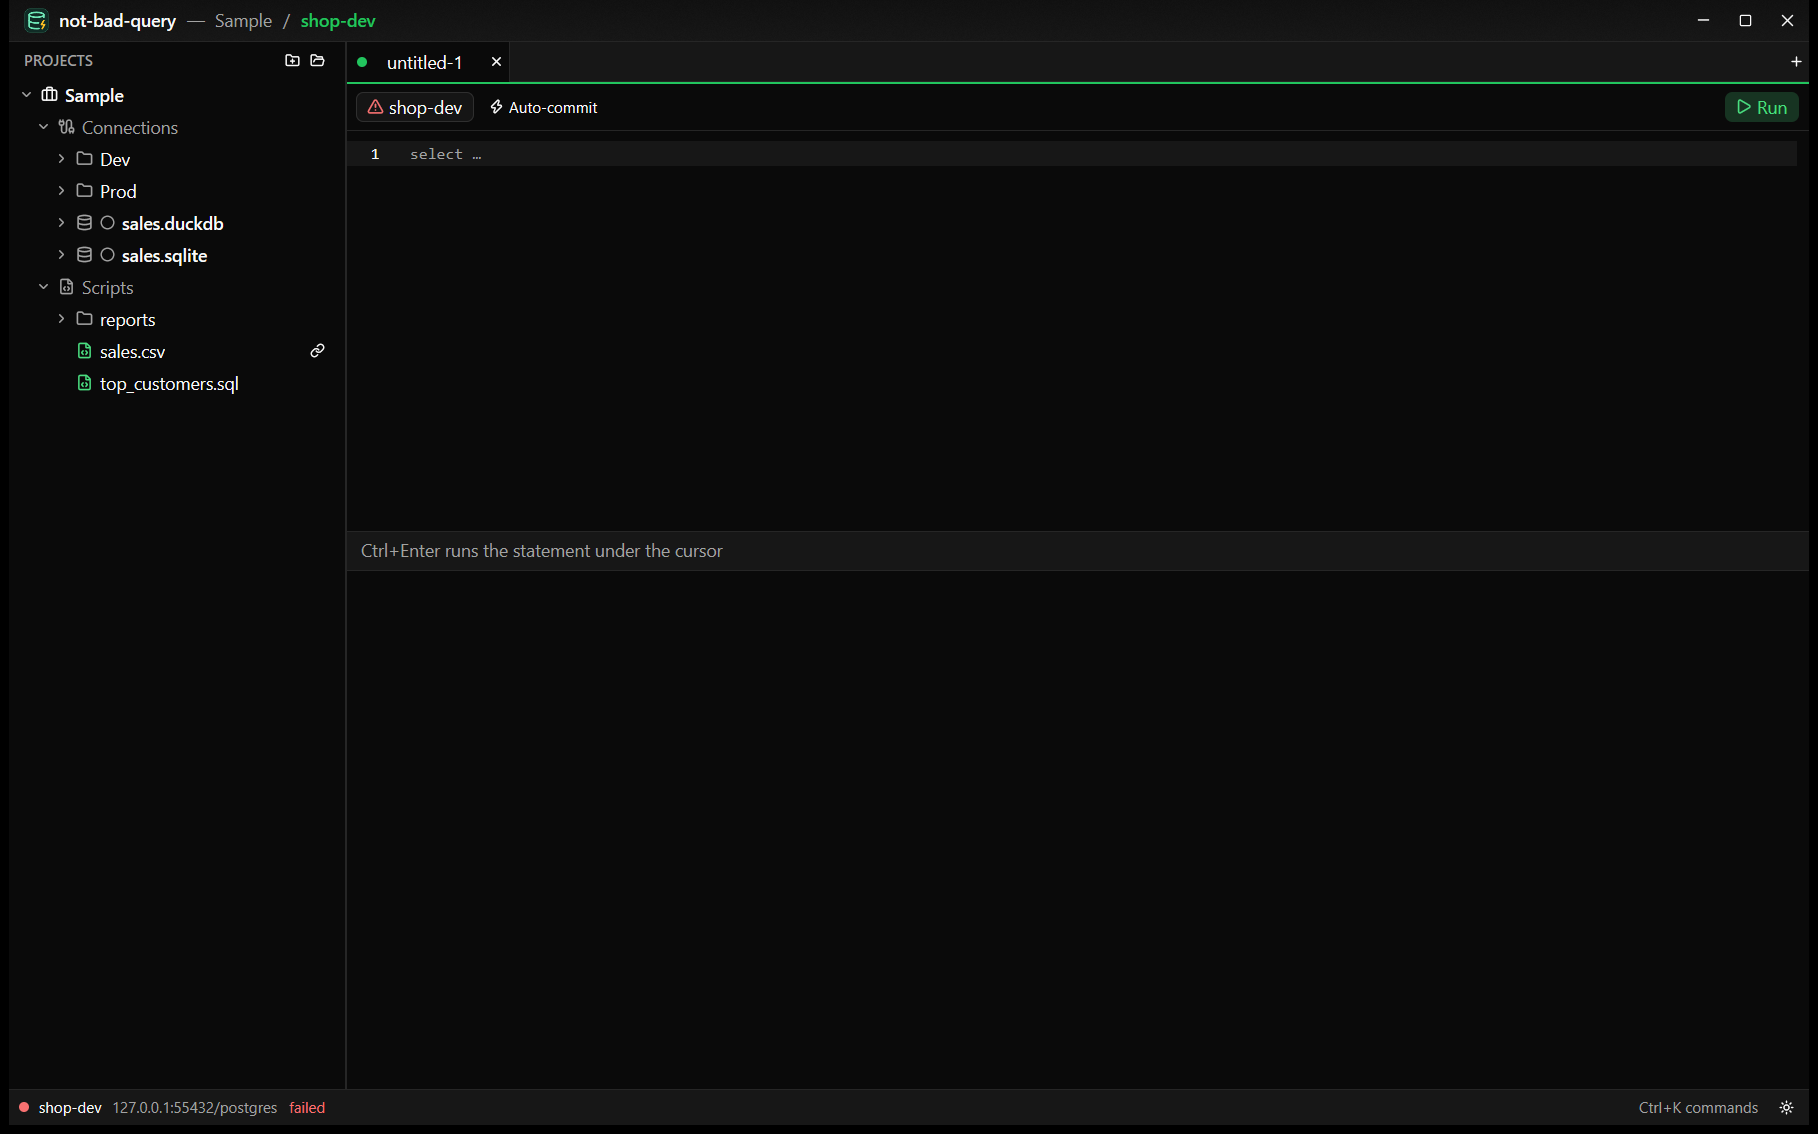 not-bad-query — Sample / shop-dev
PROJECTS
Sample
Connections
Dev
Prod
sales.duckdb
sales.sqlite
Scripts
reports
sales.csv
top_customers.sql
untitled-1
shop-dev Auto-commit Run
1 select …
Ctrl+Enter runs the statement under the cursor
shop-dev 127.0.0.1:55432/postgres failed Ctrl+K commands